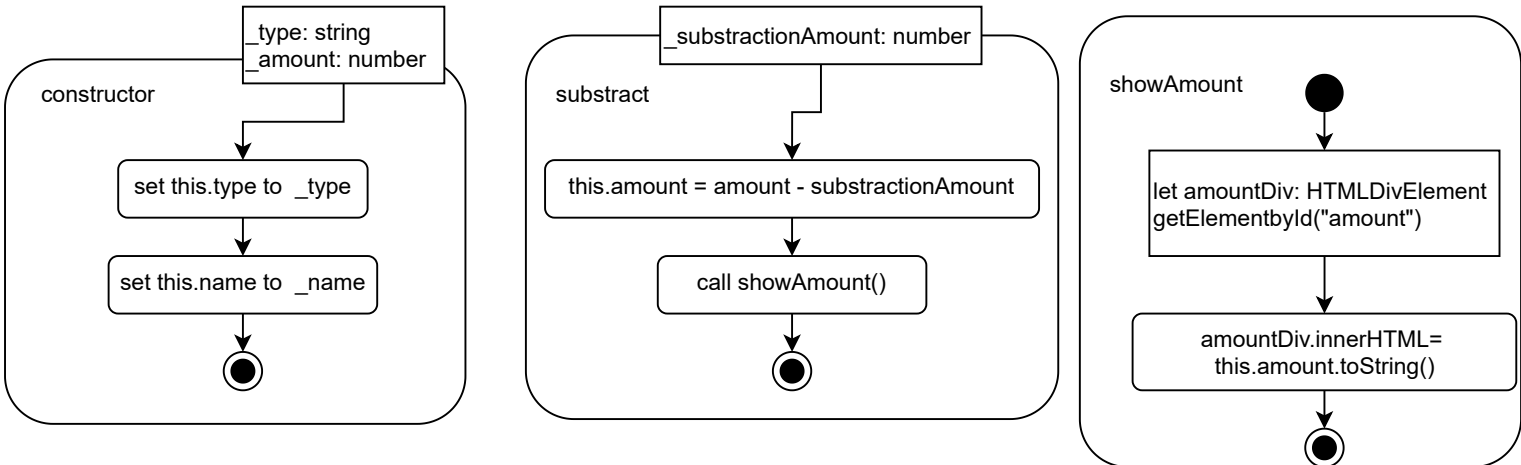 _type: string
_amount: number
constructor
set this.type to _type
set this.name to _name
_substractionAmount: number
substract
this.amount = amount - substractionAmount
call showAmount()
showAmount
let amountDiv: HTMLDivElement
getElementbyId("amount")
amountDiv.innerHTML=
this.amount.toString()